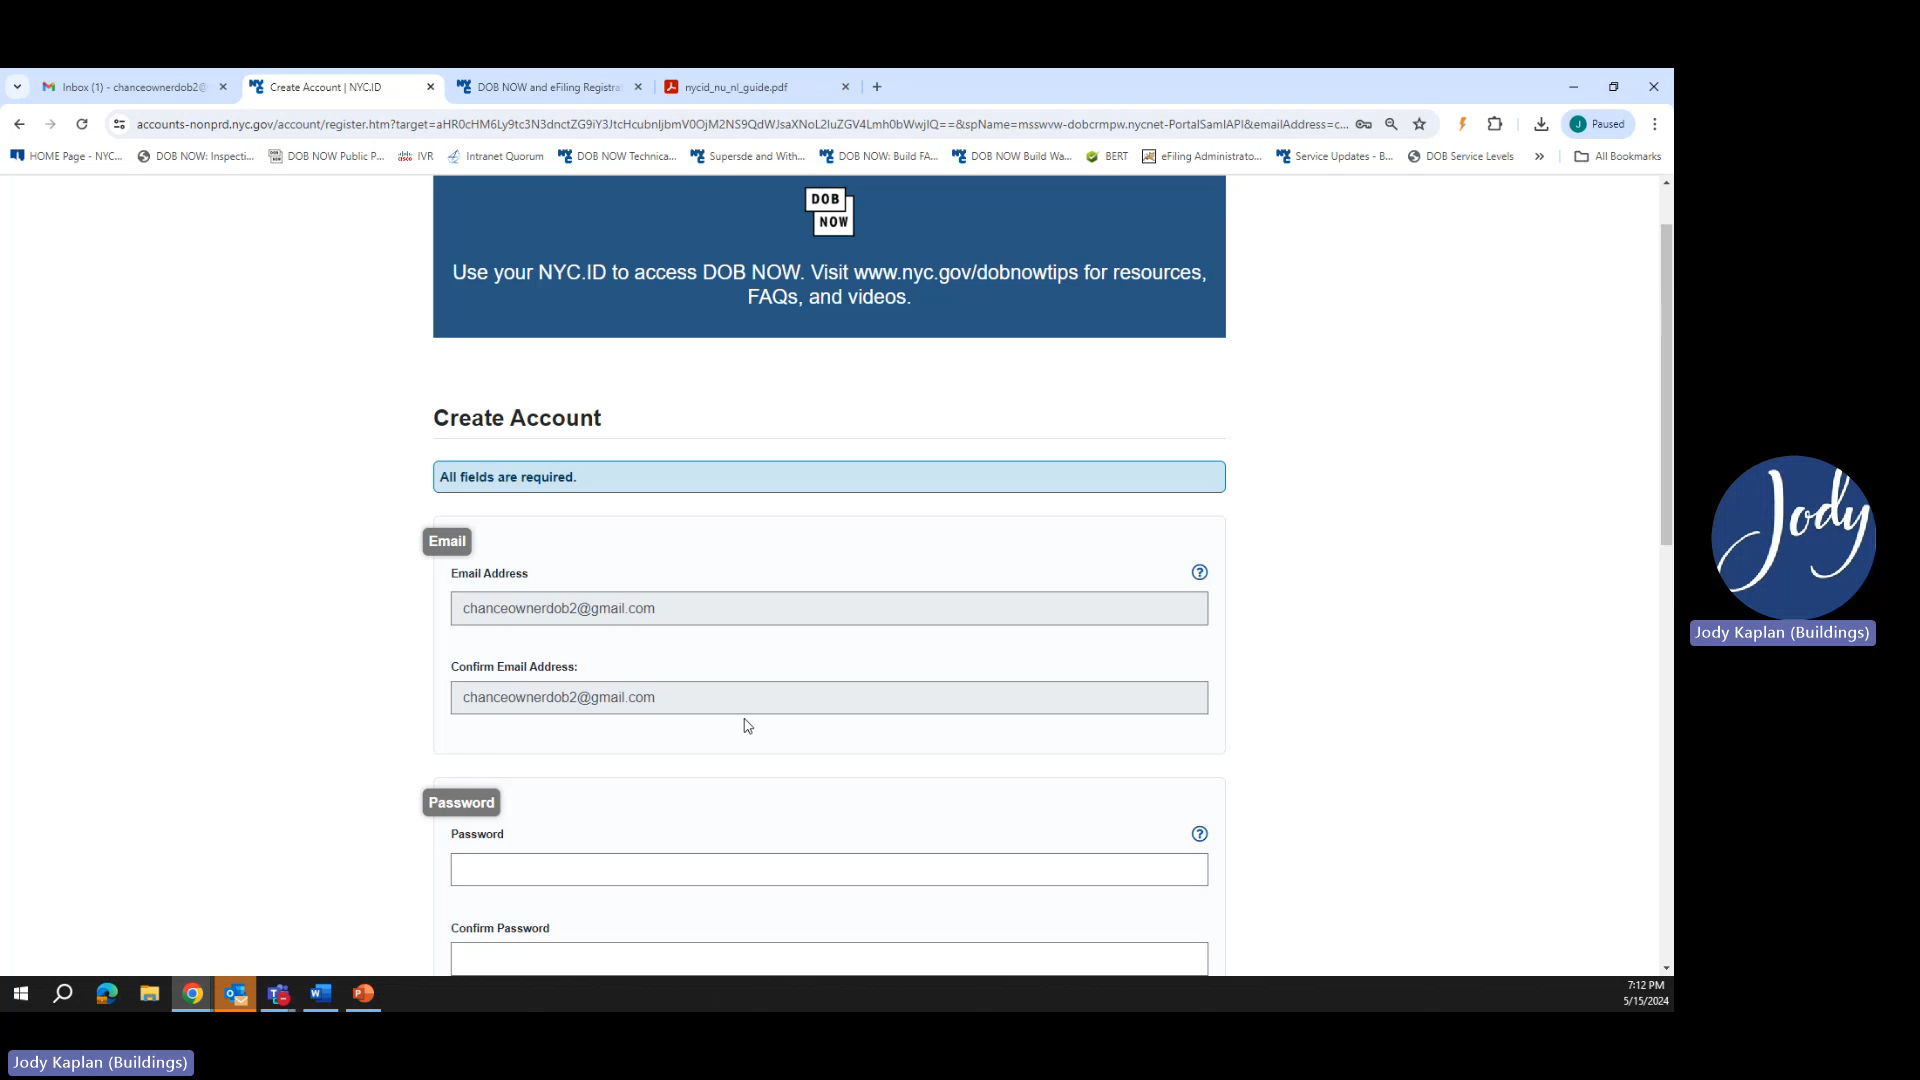 Inbox (1) - chanceownerdob2@
Create Account | NYC.ID
DOB NOW and eFiling Registra
nycid_nu_nl_guide.pdf
accounts-nonprd.nyc.gov/account/register.htm?target=aHR0cHM6Ly9tc3N3dnctZG9iY3JtcHcubnljbmV0OjM2NS9QdWJsaXNoL2luZGV4Lmh0bWwjIQ==&spName=msswvw-dobcrmpw.nycnet-PortalSamlAPI&emailAddress=c...
J Paused
HOME Page - NYC...
DOB NOW: Inspecti...
DOB NOW Public P...
IVR
Intranet Quorum
DOB NOW Technica...
Supersde and With...
DOB NOW: Build FA...
DOB NOW Build Wa...
BERT
eFiling Administrato...
Service Updates - B...
DOB Service Levels
»
All Bookmarks
DOB
NOW
Use your NYC.ID to access DOB NOW. Visit www.nyc.gov/dobnowtips for resources,
FAQs, and videos.
Create Account
All fields are required.
Email
Email Address
chanceownerdob2@gmail.com
Confirm Email Address:
chanceownerdob2@gmail.com
Password
Password
Confirm Password
Jody
Jody Kaplan (Buildings)
7:12 PM
5/15/2024
Jody Kaplan (Buildings)